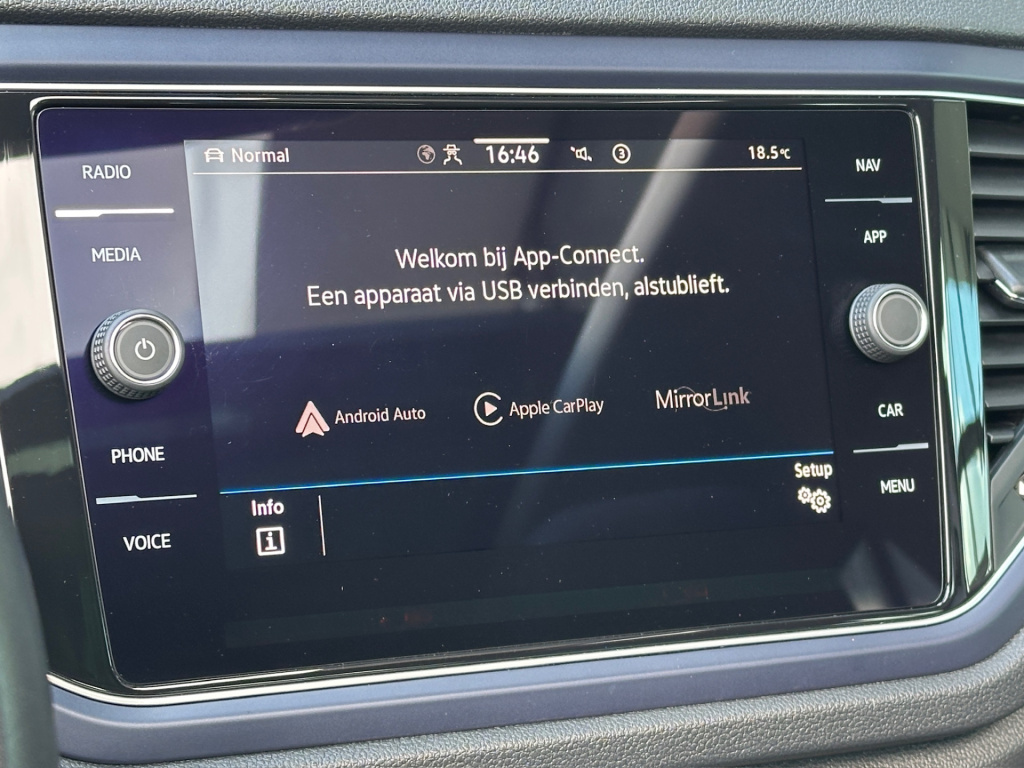 RADIO
MEDIA
PHONE
VOICE
Normal
16:46
3
18.5°C
Welkom bij App-Connect.
Een apparaat via USB verbinden, alstublieft.
Android Auto
Apple CarPlay
MirrorLink
Info
i
Setup
NAV
APP
CAR
MENU